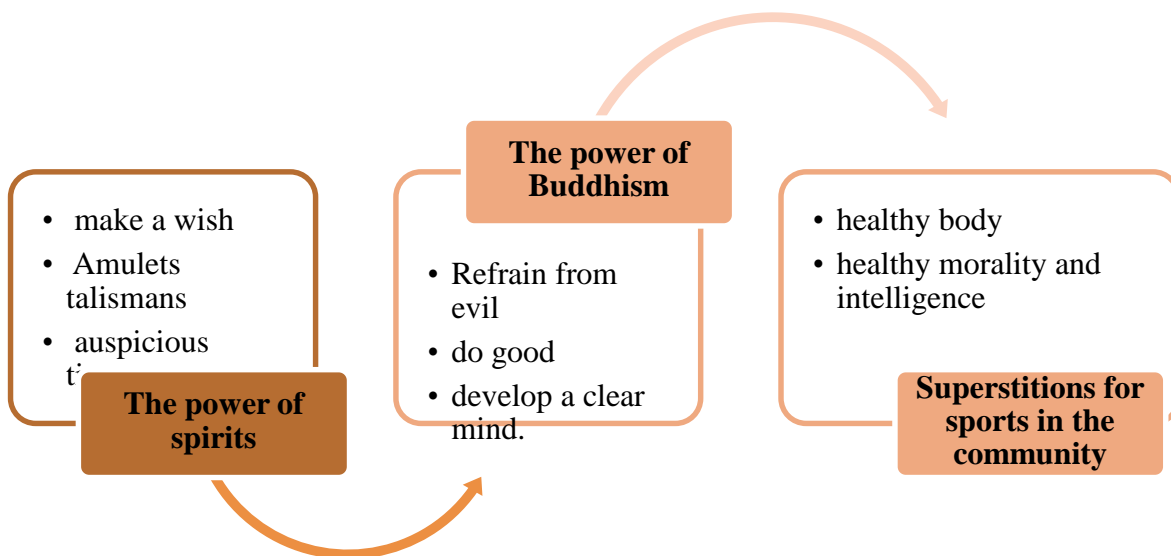 • make a wish
• Amulets
talismans
• auspicious
The power of
spirits
The power of
Buddhism
• Refrain from
evil
• do good
• develop a clear
mind.
• healthy body
• healthy morality and
intelligence
Superstitions for
sports in the
community